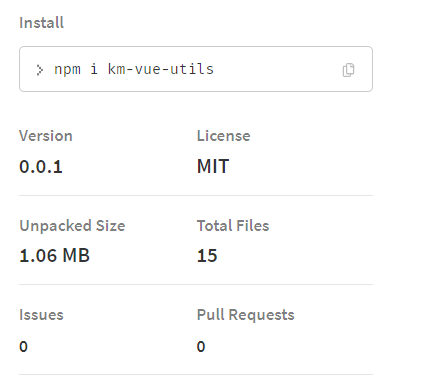 Install
> npm i km-vue-utils
Version
License
0.0.1
MIT
Unpacked Size
Total Files
1.06 MB
15
Issues
Pull Requests
0
0